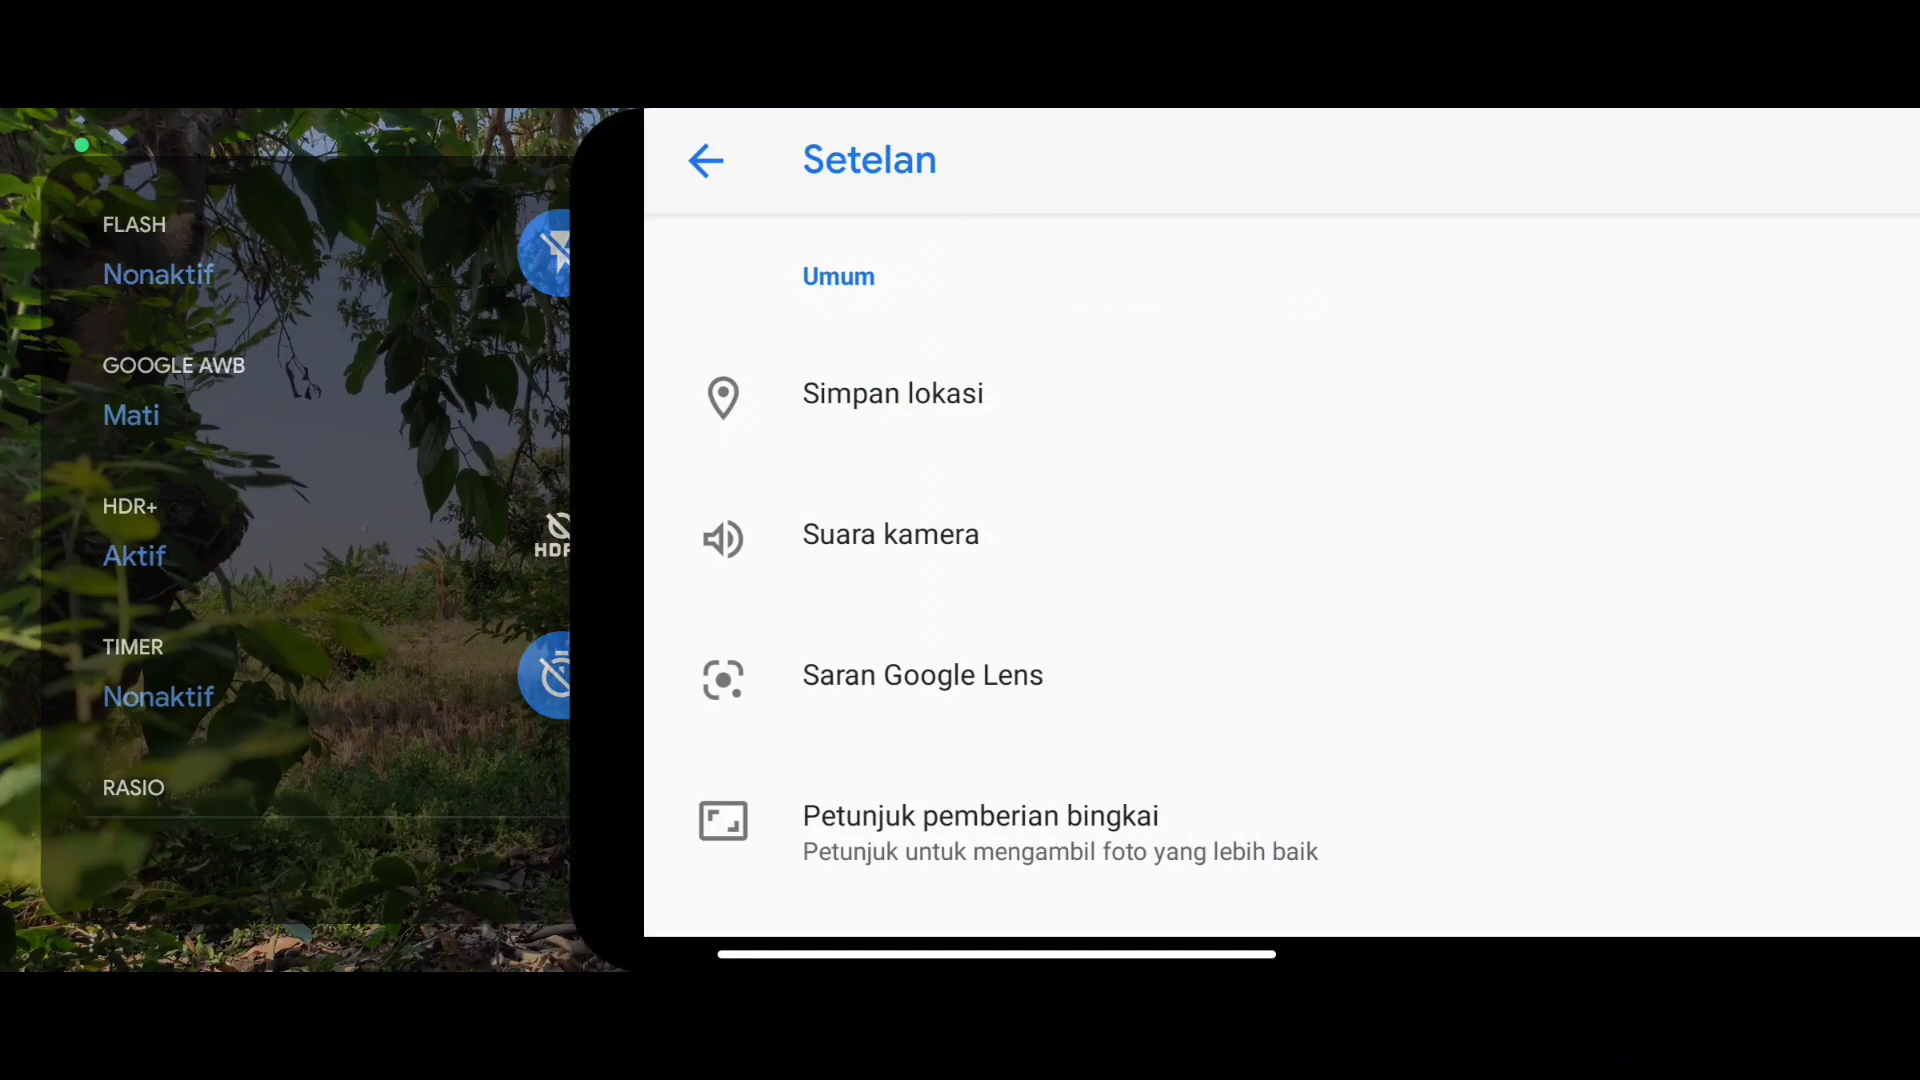 FLASH
Nonaktif
GOOGLE AWB
Mati
HDR+
Aktif
HDR
TIMER
Nonaktif
RASIO
Setelan
Umum
Simpan lokasi
Suara kamera
Saran Google Lens
Petunjuk pemberian bingkai
Petunjuk untuk mengambil foto yang lebih baik